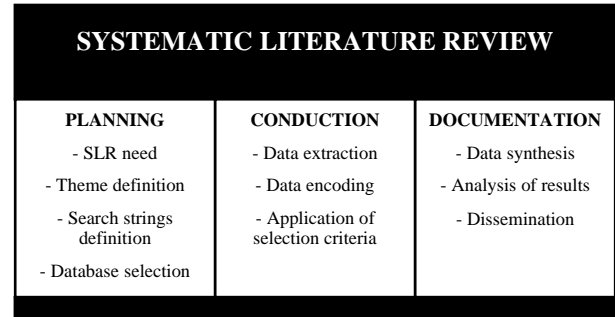 SYSTEMATIC LITERATURE REVIEW
PLANNING
- SLR need
- Theme definition
- Search strings
definition
- Database selection
CONDUCTION
- Data extraction
- Data encoding
- Application of
selection criteria
DOCUMENTATION
- Data synthesis
- Analysis of results
- Dissemination